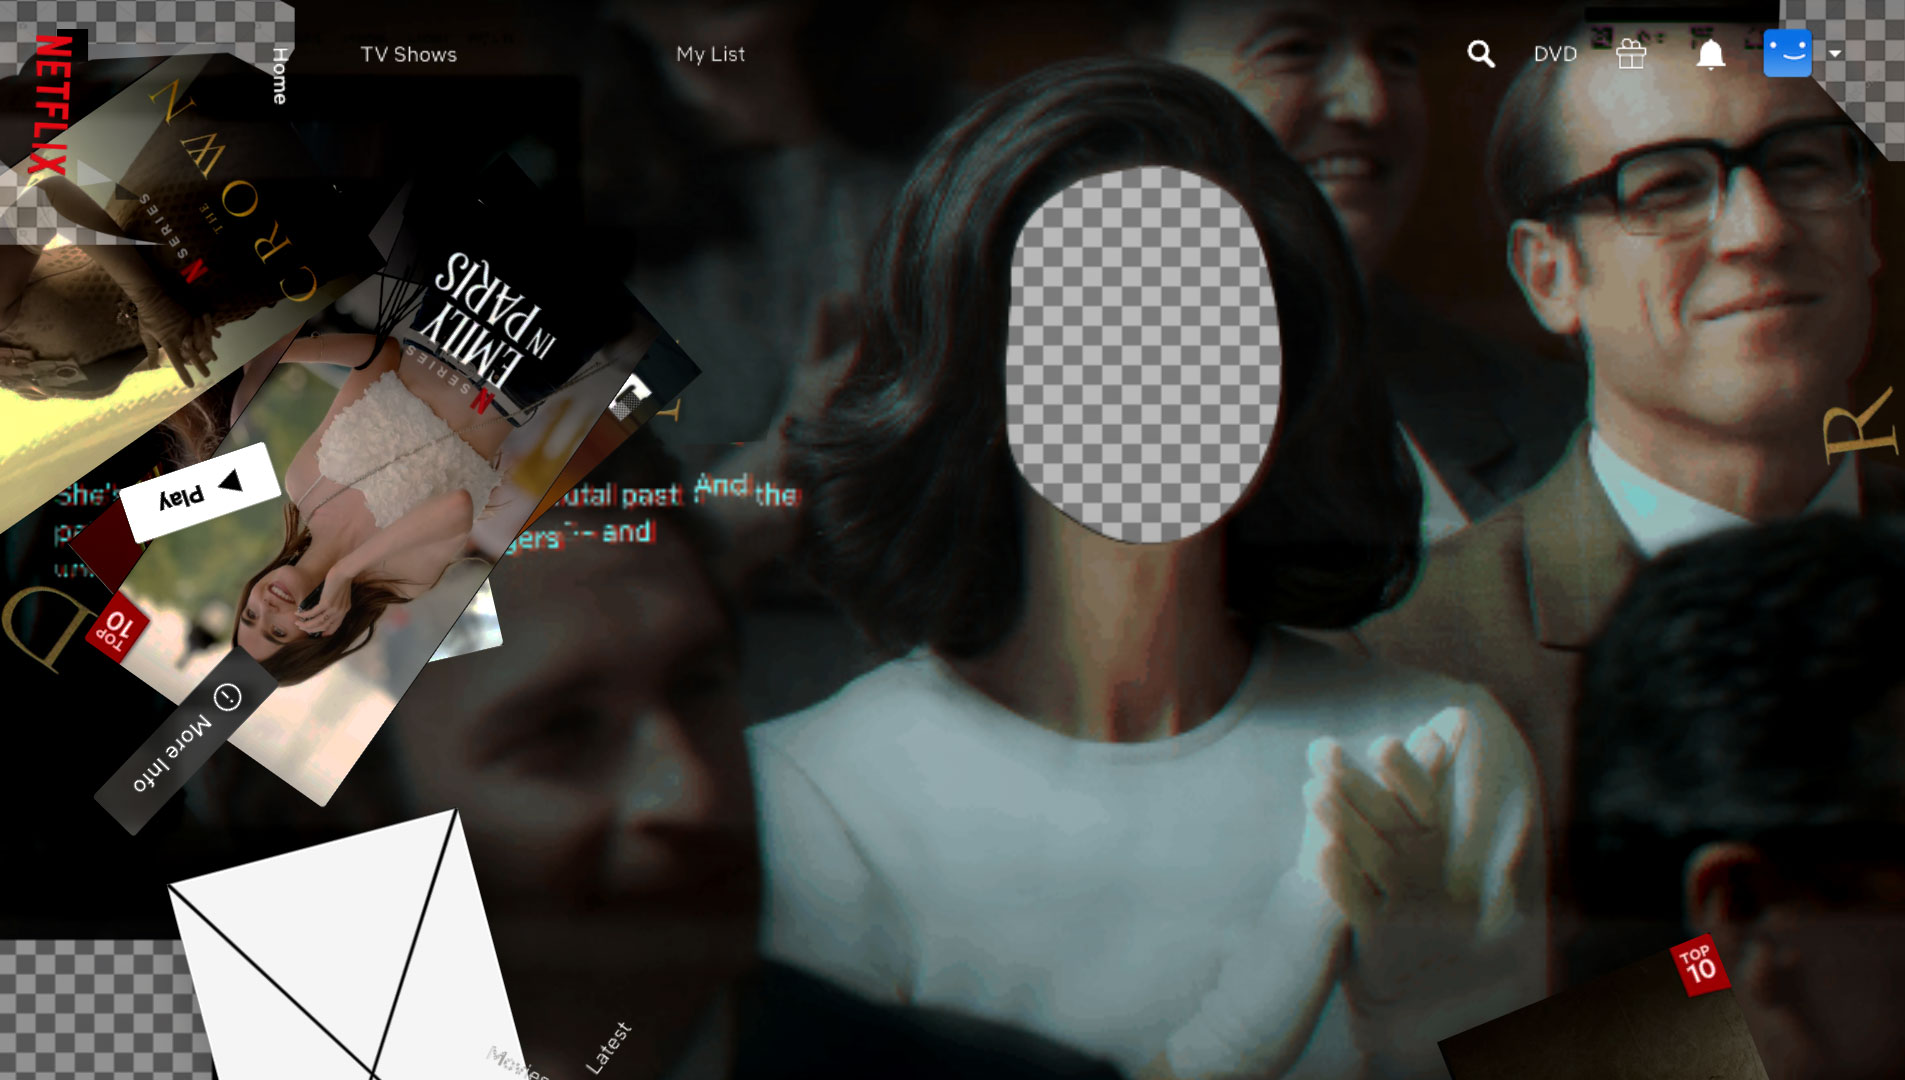 NETFLIX
Home
TV Shows
My List
DVD
THE
CROWN
N SERIES
EMILY
IN PARIS
N SERIES
R
She's
utal past
And
the
gers
and
Play
D
TOP
10
More Info
Movies
Latest
TOP
10